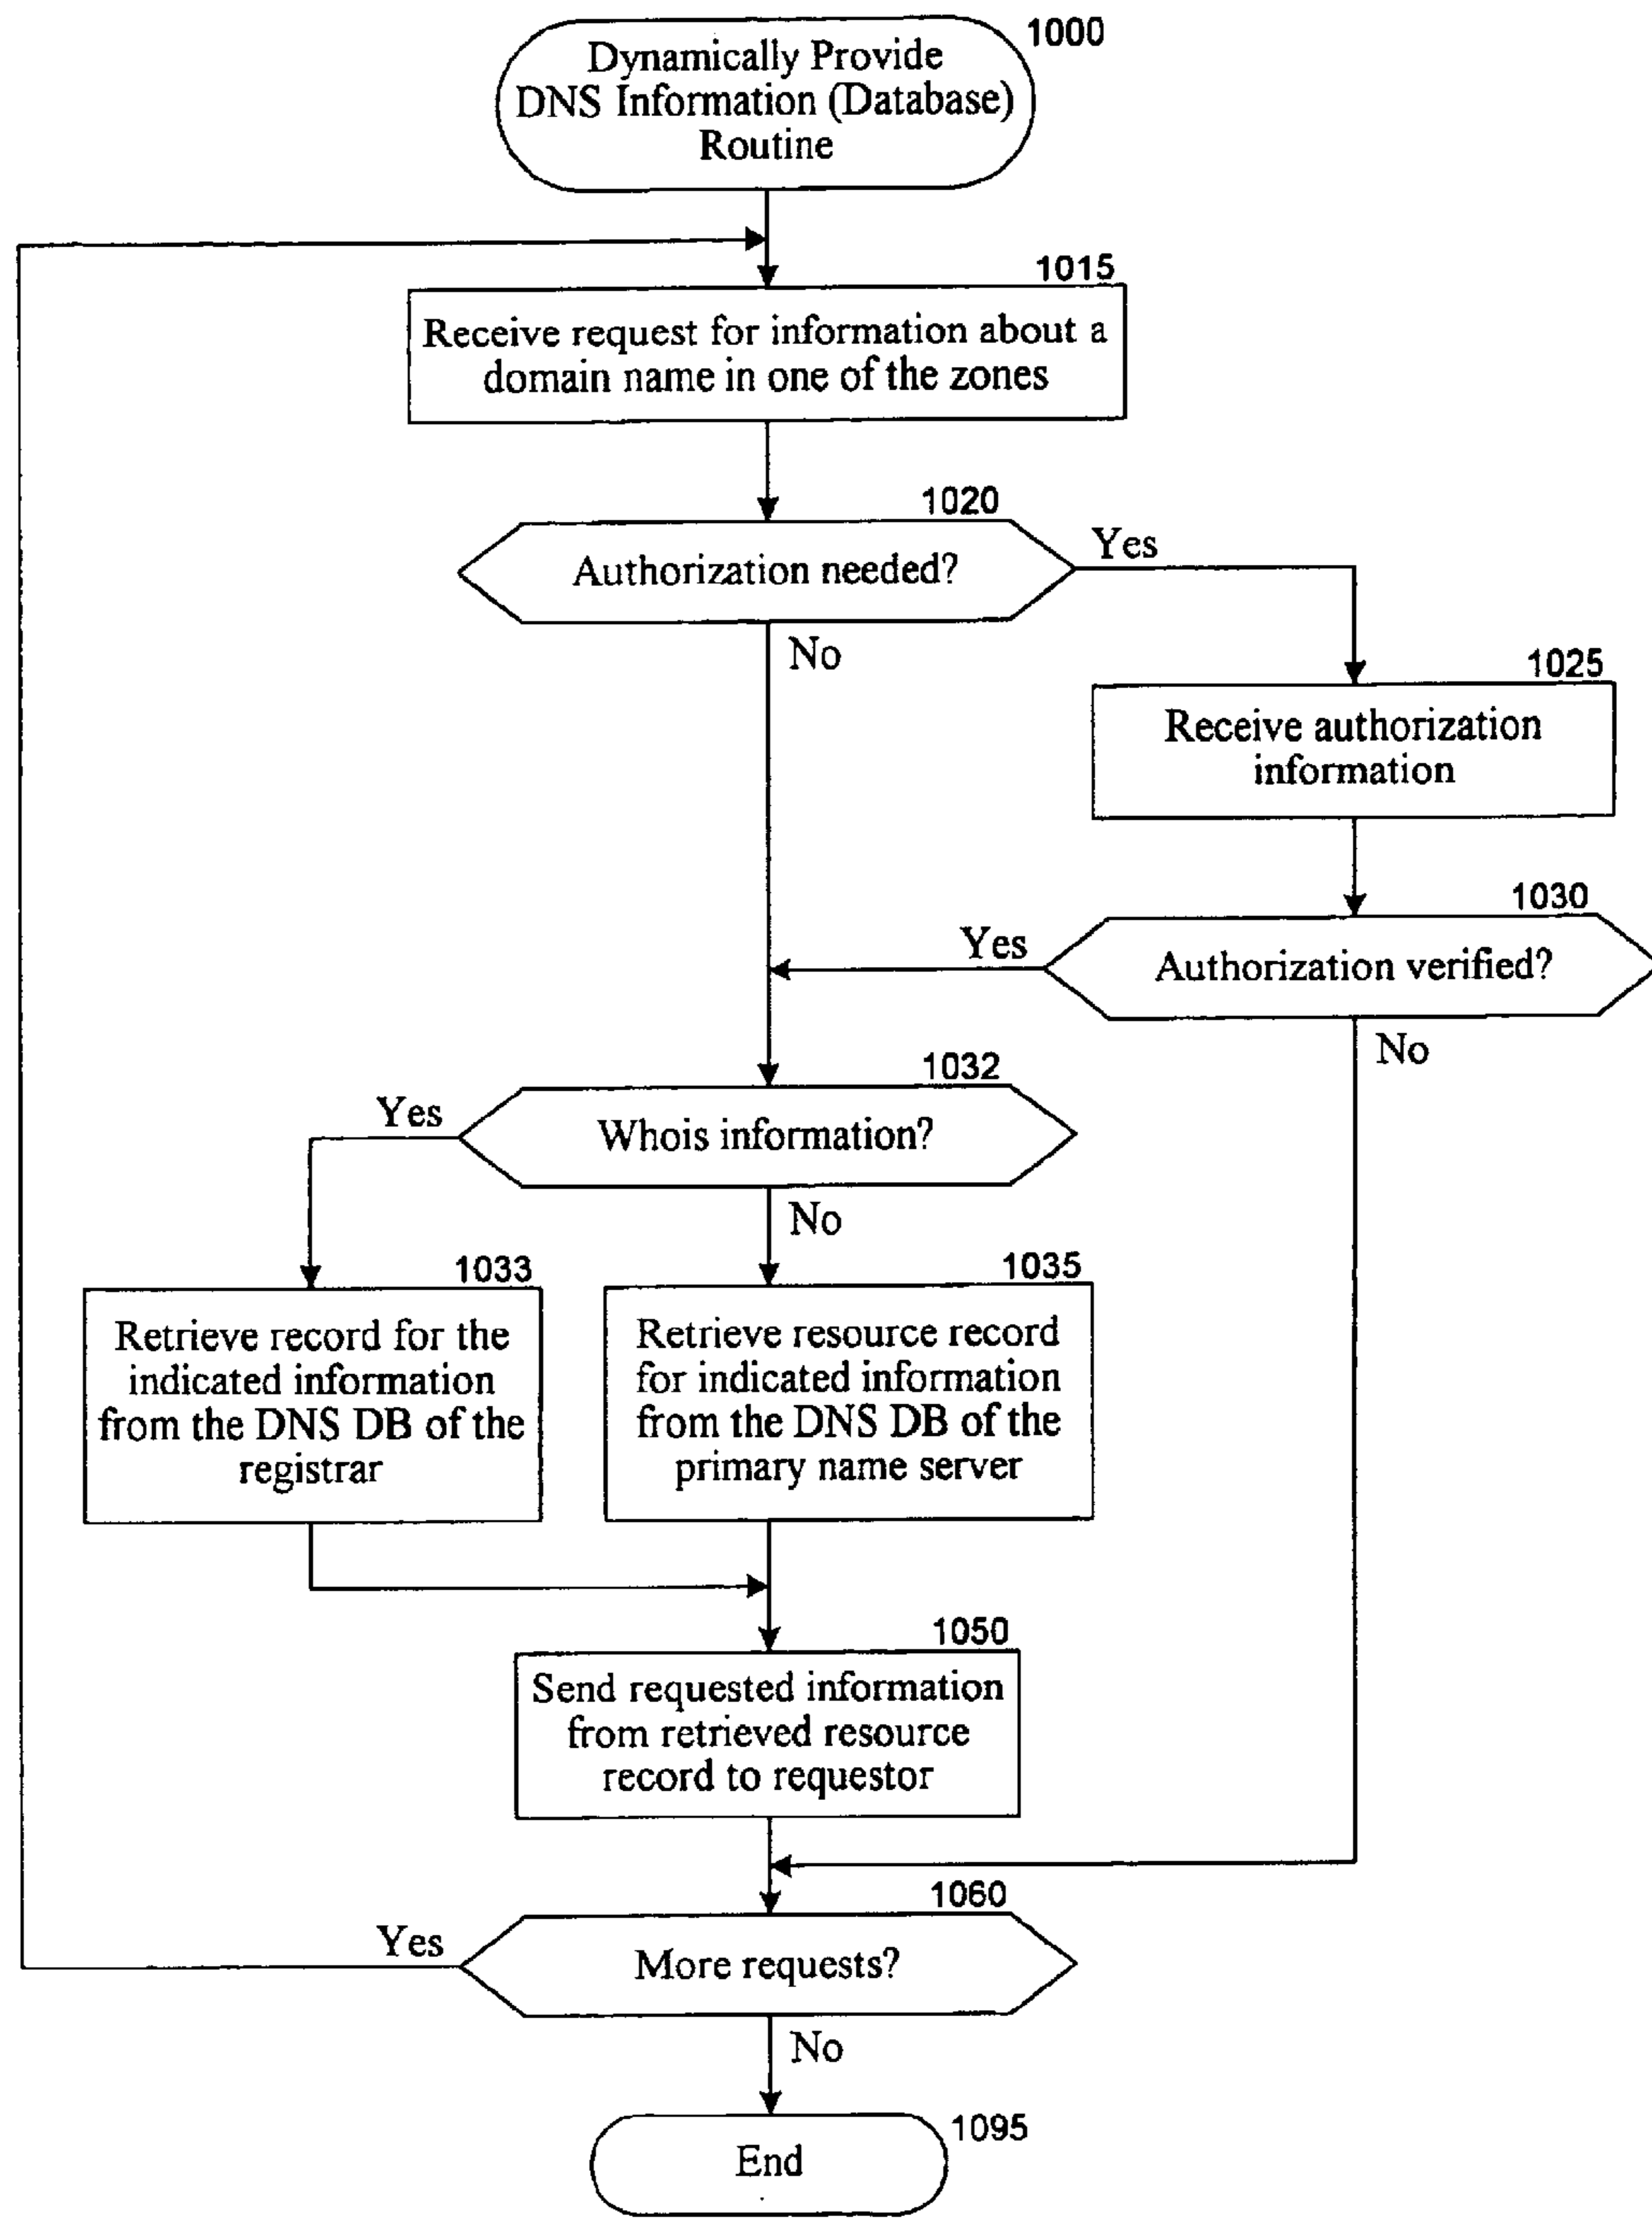 1000
Dynamically Provide
DNS Information (Database)
Routine
1015
Receive request for information about a
domain name in one of the zones
1020
Authorization needed?
Yes
No
1025
Receive authorization
information
1030
Authorization verified?
Yes
No
1032
Whois information?
Yes
No
1033
Retrieve record for the
indicated information
from the DNS DB of the
registrar
1035
Retrieve resource record
for indicated information
from the DNS DB of the
primary name server
1050
Send requested information
from retrieved resource
record to requestor
1060
More requests?
Yes
No
1095
End